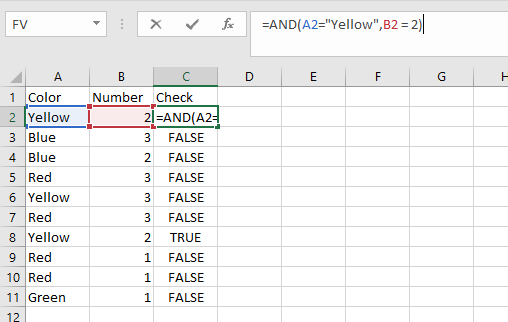 FV fx =AND(A2="Yellow",B2 = 2)
A B C D E F G H
1 Color Number Check
2 Yellow 2 =AND(A2=
3 Blue 3 FALSE
4 Blue 2 FALSE
5 Red 3 FALSE
6 Yellow 3 FALSE
7 Red 3 FALSE
8 Yellow 2 TRUE
9 Red 1 FALSE
10 Red 1 FALSE
11 Green 1 FALSE
12